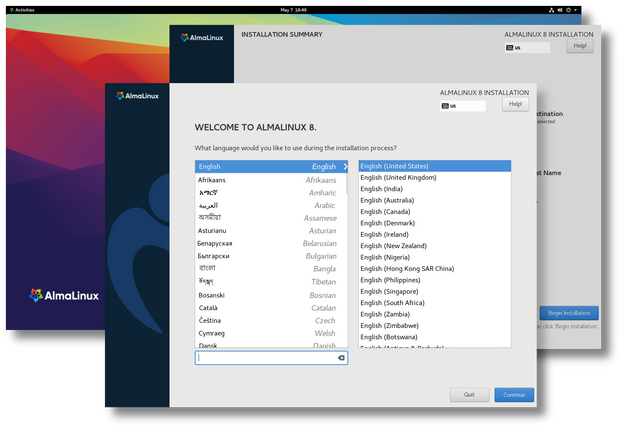 Activities
May 7 18:49
AlmaLinux
INSTALLATION SUMMARY
ALMALINUX 8 INSTALLATION
us
Help!
AlmaLinux
ALMALINUX 8 INSTALLATION
us
Help!
WELCOME TO ALMALINUX 8.
What language would you like to use during the installation process?
English English
Afrikaans Afrikaans
አማርኛ Amharic
العربية Arabic
অসমীয়া Assamese
Asturianu Asturian
Беларуская Belarusian
Български Bulgarian
বাংলা Bangla
Tibetan
Bosanski Bosnian
Català Catalan
Čeština Czech
Cymraeg Welsh
Dansk Danish
English (United States)
English (United Kingdom)
English (India)
English (Australia)
English (Canada)
English (Denmark)
English (Ireland)
English (New Zealand)
English (Nigeria)
English (Hong Kong SAR China)
English (Philippines)
English (Singapore)
English (South Africa)
English (Zambia)
English (Zimbabwe)
English (Botswana)
English (Antigua & Barbuda)
Quit
Continue
stination
selected
st Name
Begin Installation
ou click 'Begin Installation'.
AlmaLinux